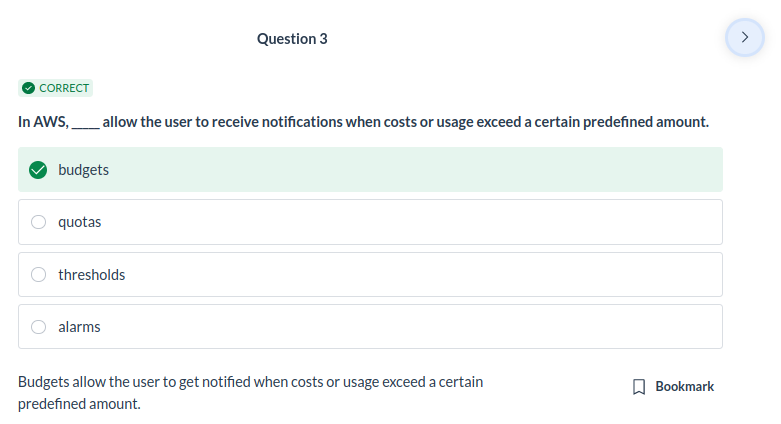 Question 3
CORRECT
In AWS, ____ allow the user to receive notifications when costs or usage exceed a certain predefined amount.
budgets
quotas
thresholds
alarms
Budgets allow the user to get notified when costs or usage exceed a certain
predefined amount.
Bookmark